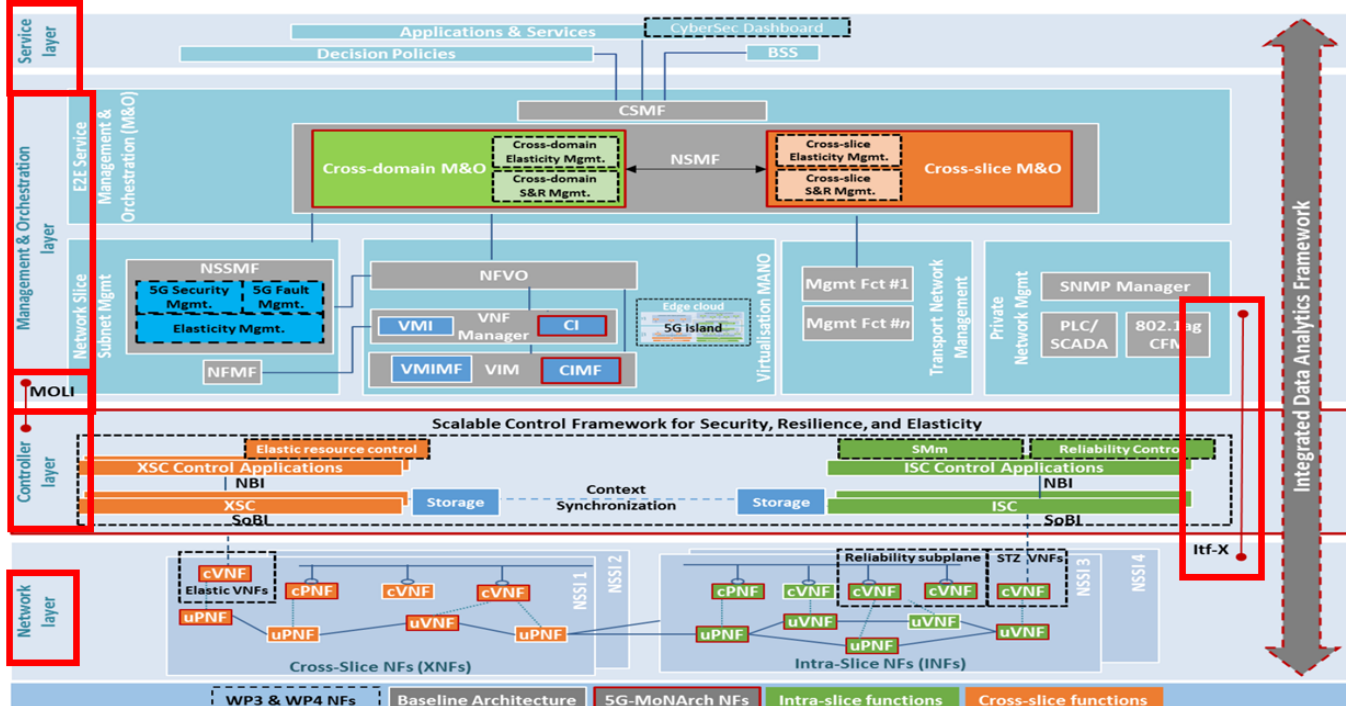 Service
layer
Applications & Services
CyberSec Dashboard
Decision Policies
BSS
Management & Orchestration
layer
E2E Service
Management &
Orchestration (M&O)
CSMF
Cross-domain M&O
Cross-domain
Elasticity Mgmt.
Cross-domain
S&R Mgmt.
NSMF
Cross-slice
Elasticity Mgmt.
Cross-slice
S&R Mgmt.
Cross-slice M&O
Network Slice
Subnet Mgmt
NSSMF
5G Security
Mgmt.
5G Fault
Mgmt.
Elasticity Mgmt.
NFMF
NFVO
VMI
VNF
Manager
CI
VMIMF
VIM
CIMF
Edge cloud
5G island
Virtualisation MANO
Mgmt Fct #1
Mgmt Fct #n
Transport Network
Management
Private
Network Mgmt
SNMP Manager
PLC/
SCADA
802.1ag
CFM
MOLI
Controller
layer
Scalable Control Framework for Security, Resilience, and Elasticity
Elastic resource control
XSC Control Applications
NBI
XSC
SoBI
Storage
Context
Synchronization
Storage
SMm
Reliability Control
ISC Control Applications
NBI
ISC
SoBI
Itf-X
Integrated Data Analytics Framework
Network
layer
cVNF
Elastic VNFs
cPNF
cVNF
cVNF
uPNF
uPNF
uVNF
uPNF
NSSI 1
NSSI 2
Cross-Slice NFs (XNFs)
Reliability subplane
STZ VNFs
cPNF
cVNF
cVNF
cVNF
cVNF
uPNF
uVNF
uPNF
uVNF
uVNF
NSSI 3
NSSI 4
Intra-Slice NFs (INFs)
WP3 & WP4 NFs
Baseline Architecture
5G-MoNArch NFs
Intra-slice functions
Cross-slice functions